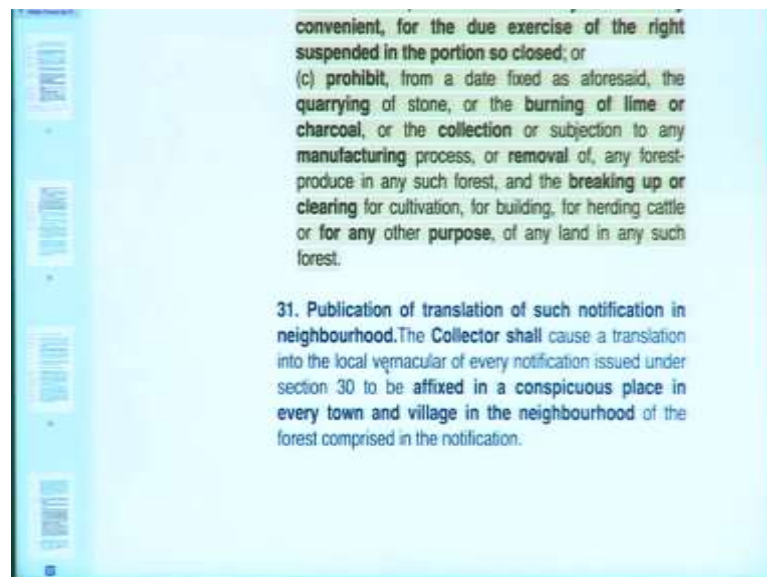 convenient, for the due exercise of the right
suspended in the portion so closed; or
(c) prohibit, from a date fixed as aforesaid, the
quarrying of stone, or the burning of lime or
charcoal, or the collection or subjection to any
manufacturing process, or removal of, any forest-
produce in any such forest, and the breaking up or
clearing for cultivation, for building, for herding cattle
or for any other purpose, of any land in any such
forest.
31. Publication of translation of such notification in
neighbourhood.The Collector shall cause a translation
into the local vernacular of every notification issued under
section 30 to be affixed in a conspicuous place in
every town and village in the neighbourhood of the
forest comprised in the notification.